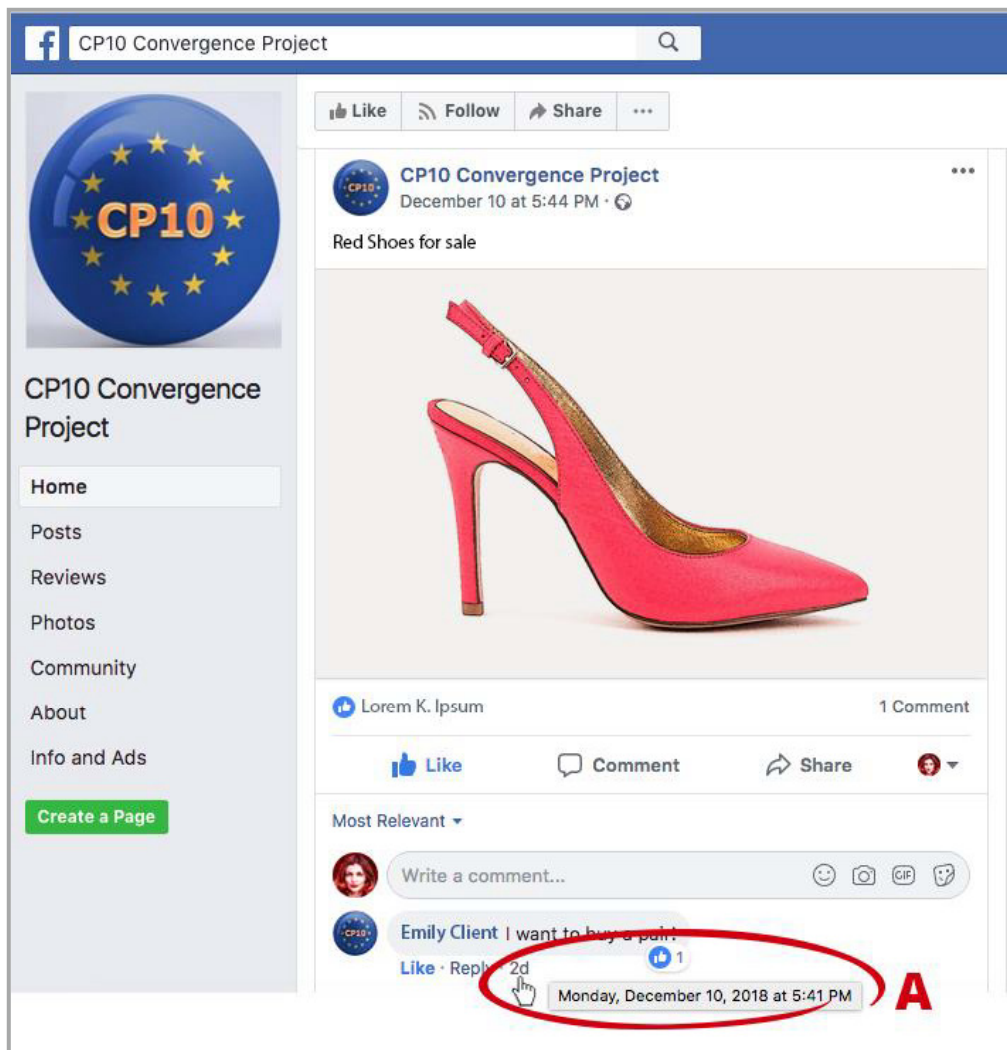 CP10 Convergence Project
CP10
CP10 Convergence
Project
Home
Posts
Reviews
Photos
Community
About
Info and Ads
Create a Page
Like Follow Share ...
CP10
CP10 Convergence Project
December 10 at 5:44 PM ·
Red Shoes for sale
Lorem K. Ipsum 1 Comment
Like Comment Share
Most Relevant
Write a comment... GIF
CP10
Emily Client I want to buy a pair!
1
Like · Reply · 2d
Monday, December 10, 2018 at 5:41 PM
A